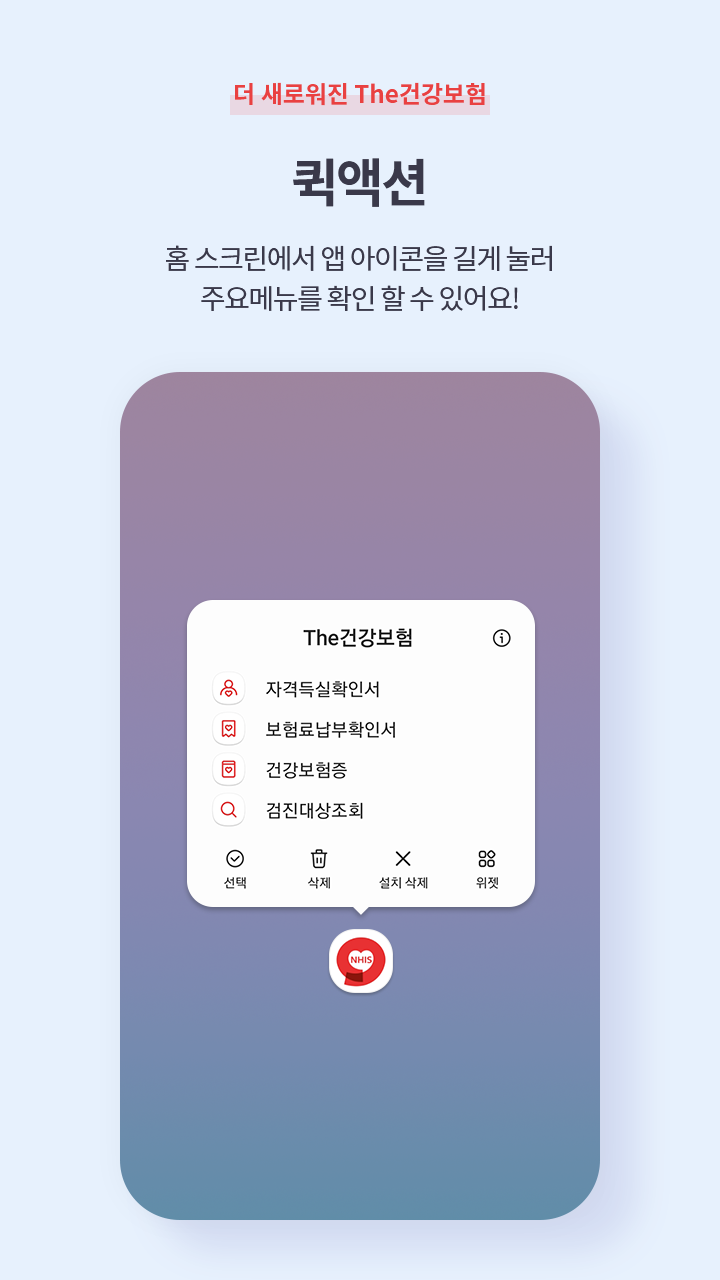 더 새로워진 The건강보험
퀵액션
홈 스크린에서 앱 아이콘을 길게 눌러
주요메뉴를 확인 할 수 있어요!
The건강보험
자격득실확인서
보험료납부확인서
건강보험증
검진대상조회
선택 삭제 설치 삭제 위젯
NHIS